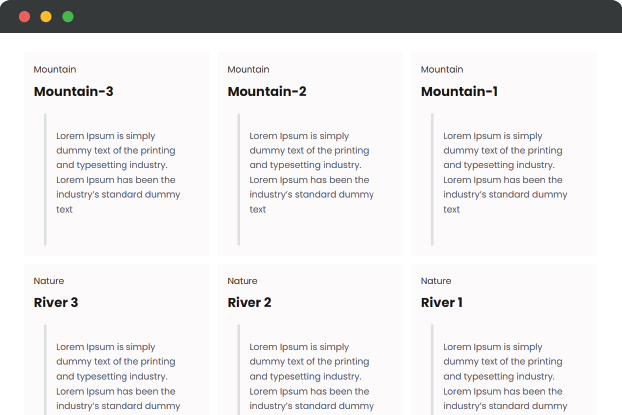 Mountain
Mountain-3
Lorem Ipsum is simply
dummy text of the printing
and typesetting industry.
Lorem Ipsum has been the
industry's standard dummy
text
Mountain
Mountain-2
Lorem Ipsum is simply
dummy text of the printing
and typesetting industry.
Lorem Ipsum has been the
industry's standard dummy
text
Mountain
Mountain-1
Lorem Ipsum is simply
dummy text of the printing
and typesetting industry.
Lorem Ipsum has been the
industry's standard dummy
text
Nature
River 3
Lorem Ipsum is simply
dummy text of the printing
and typesetting industry.
Lorem Ipsum has been the
industry's standard dummy
Nature
River 2
Lorem Ipsum is simply
dummy text of the printing
and typesetting industry.
Lorem Ipsum has been the
industry's standard dummy
Nature
River 1
Lorem Ipsum is simply
dummy text of the printing
and typesetting industry.
Lorem Ipsum has been the
industry's standard dummy